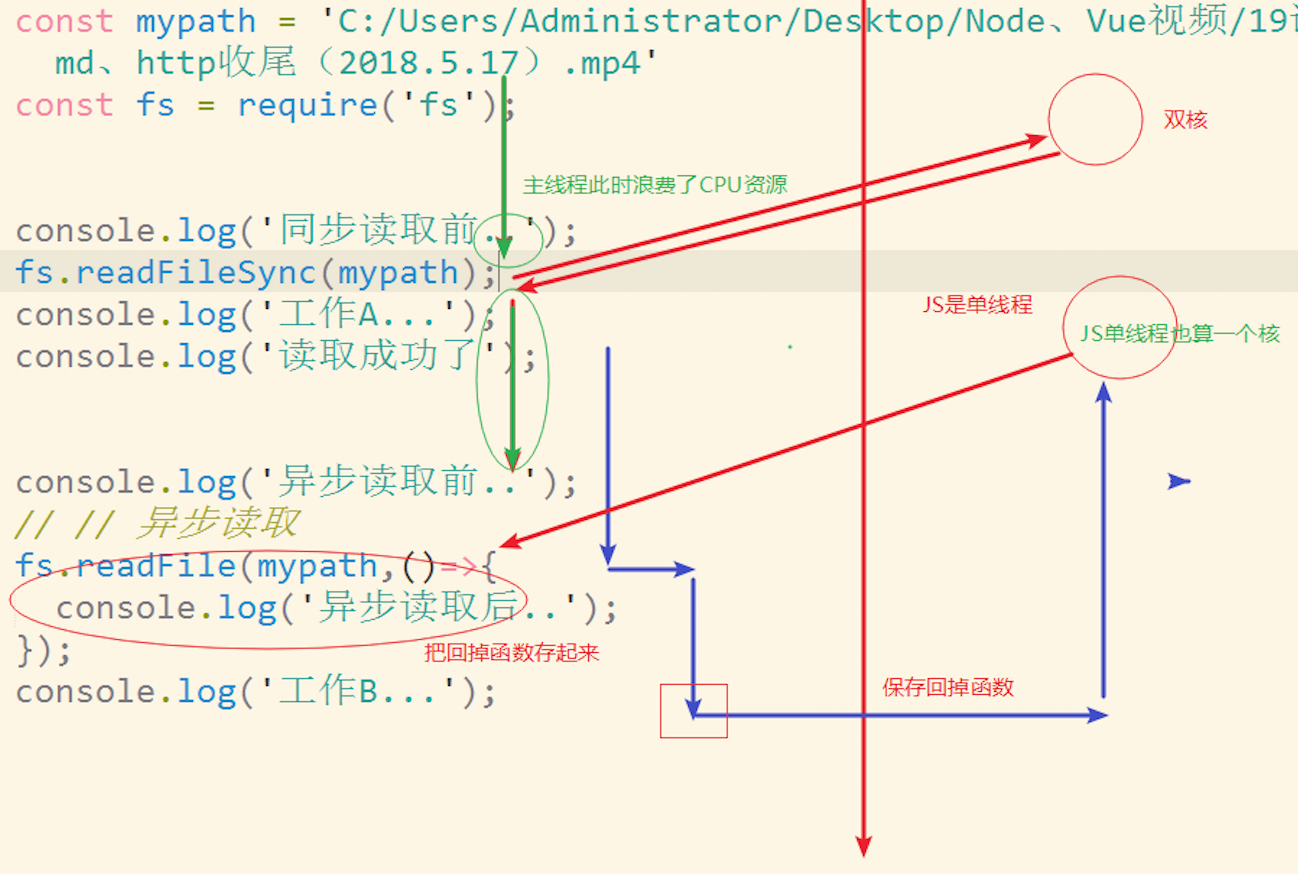 const mypath = 'C:/Users/Administrator/Desktop/Node、Vue视频/19
md、http收尾（2018.5.17）.mp4'
const fs = require('fs');
双核
主线程此时浪费了CPU资源
console.log('同步读取前..');
fs.readFileSync(mypath);
console.log('工作A...');
JS是单线程
JS单线程也算一个核
console.log('读取成功了');
console.log('异步读取前..');
// // 异步读取
fs.readFile(mypath,()=>{
console.log('异步读取后..');
});
把回掉函数存起来
console.log('工作B...');
保存回掉函数